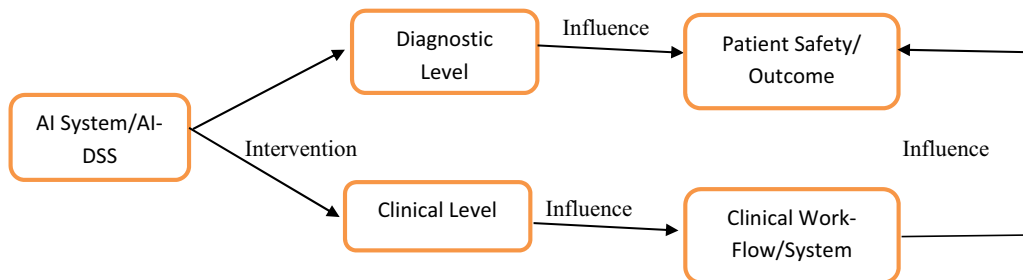 Diagnostic
Level
Influence
Patient Safety/
Outcome
AI System/AI-
DSS
Intervention
Influence
Clinical Level
Influence
Clinical Work-
Flow/System